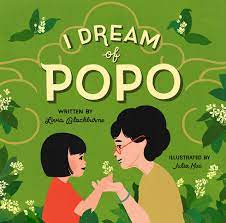 I DREAM
of
POPO
WRITTEN BY
Livia Blackburne
ILLUSTRATED BY
Julia Kuo